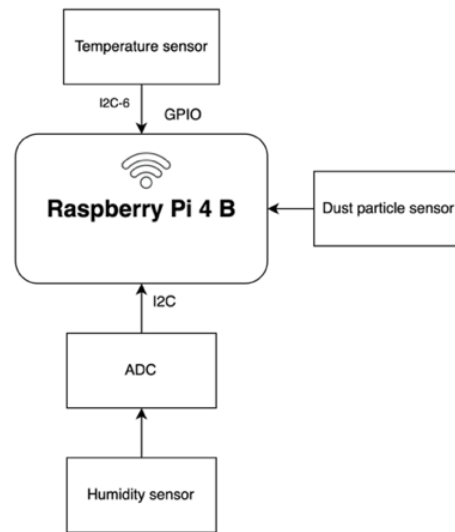 Temperature sensor
I2C-6
GPIO
Raspberry Pi 4 B
Dust particle sensor
I2C
ADC
Humidity sensor